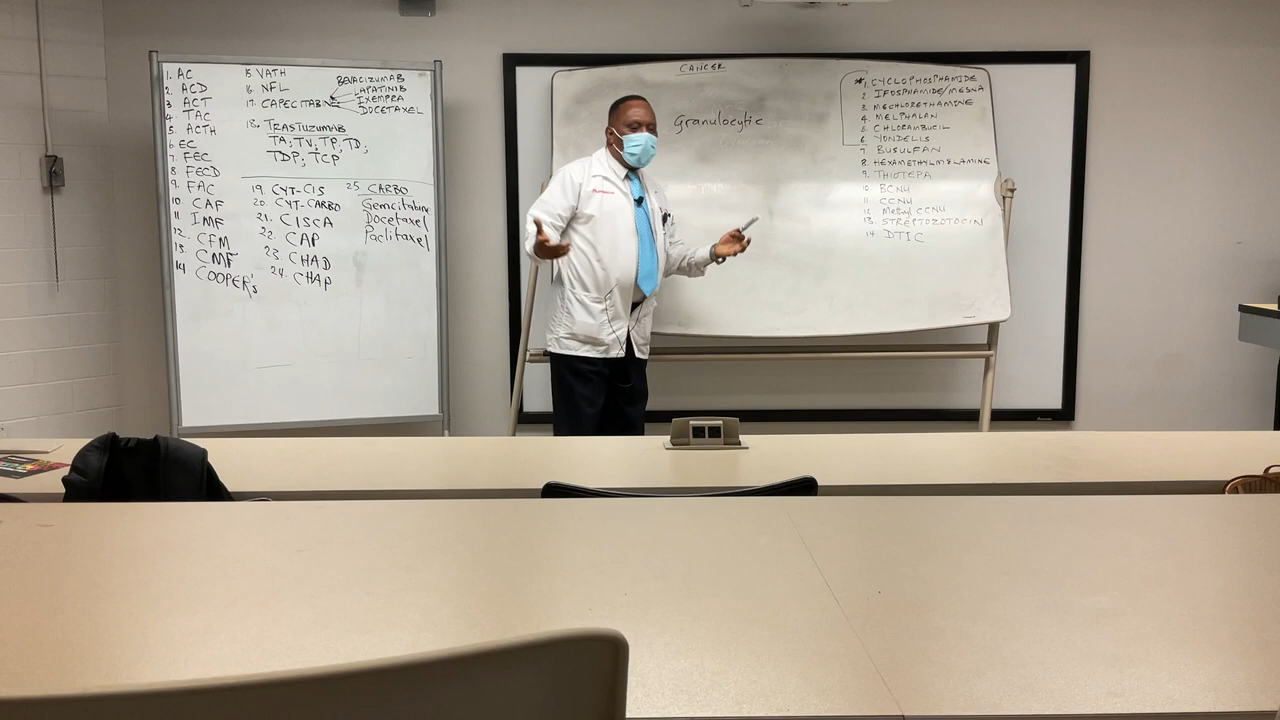 1. AC
2. ACD
3 ACT
4. TAC
5. ACTH
6 EC
7. FEC
8 FECD
9. FAC
10. CAF
11. IMF
12. CFM
13. CMF
14 COOPER's
15 VATH
16. NFL
17. CAPECITABINE
BEVACIZUMAB
LAPATINIB
IXEMPRA
DOCETAXEL
18. TRASTUZUMAB
TA, TV, TP, TD,
TDP, TCP
19. CYT-CIS
20. CYT-CARBO
21. CISCA
22. CAP
23. CHAD
24. CHAP
25 CARBO
Gemcitabine
Docetaxel
Paclitaxel
CANCER
Granulocytic
*1. CYCLOPHOSPHAMIDE
2 IFOSPHAMIDE/MESNA
3 MECHLORETHAMINE
4. MELPHALAN
5 CHLORAMBUCIL
6 YONDELIS
7 BUSULFAN
8. HEXAMETHYLMELAMINE
9. THIOTEPA
10. BCNU
11. CCNU
12 Methyl CCNU
13. STREPTOZOTOCIN
14. DTIC